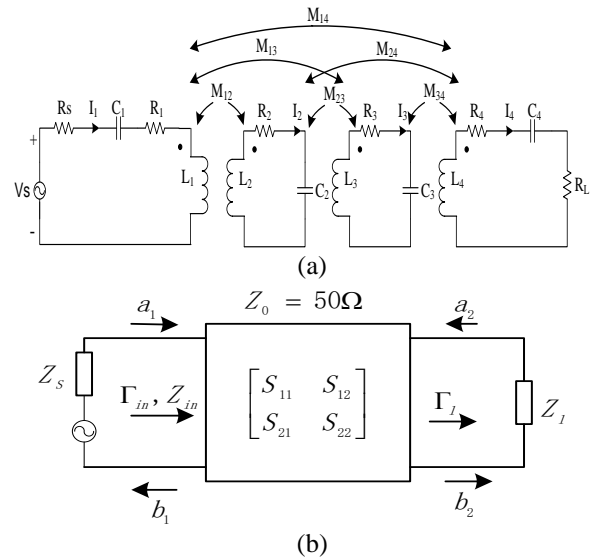 M14
M13 M24
M12 M23 M34
Rs I1 C1 R1 R2 I2 R3 I3 R4 I4 C4
+
Vs
-
L1 L2 C2 L3 C3 L4 RL
(a)
Z0 = 50Ω
a1 a2
ZS
Γin, Zin
S11 S12
S21 S22
Γl
Zl
b1 b2
(b)